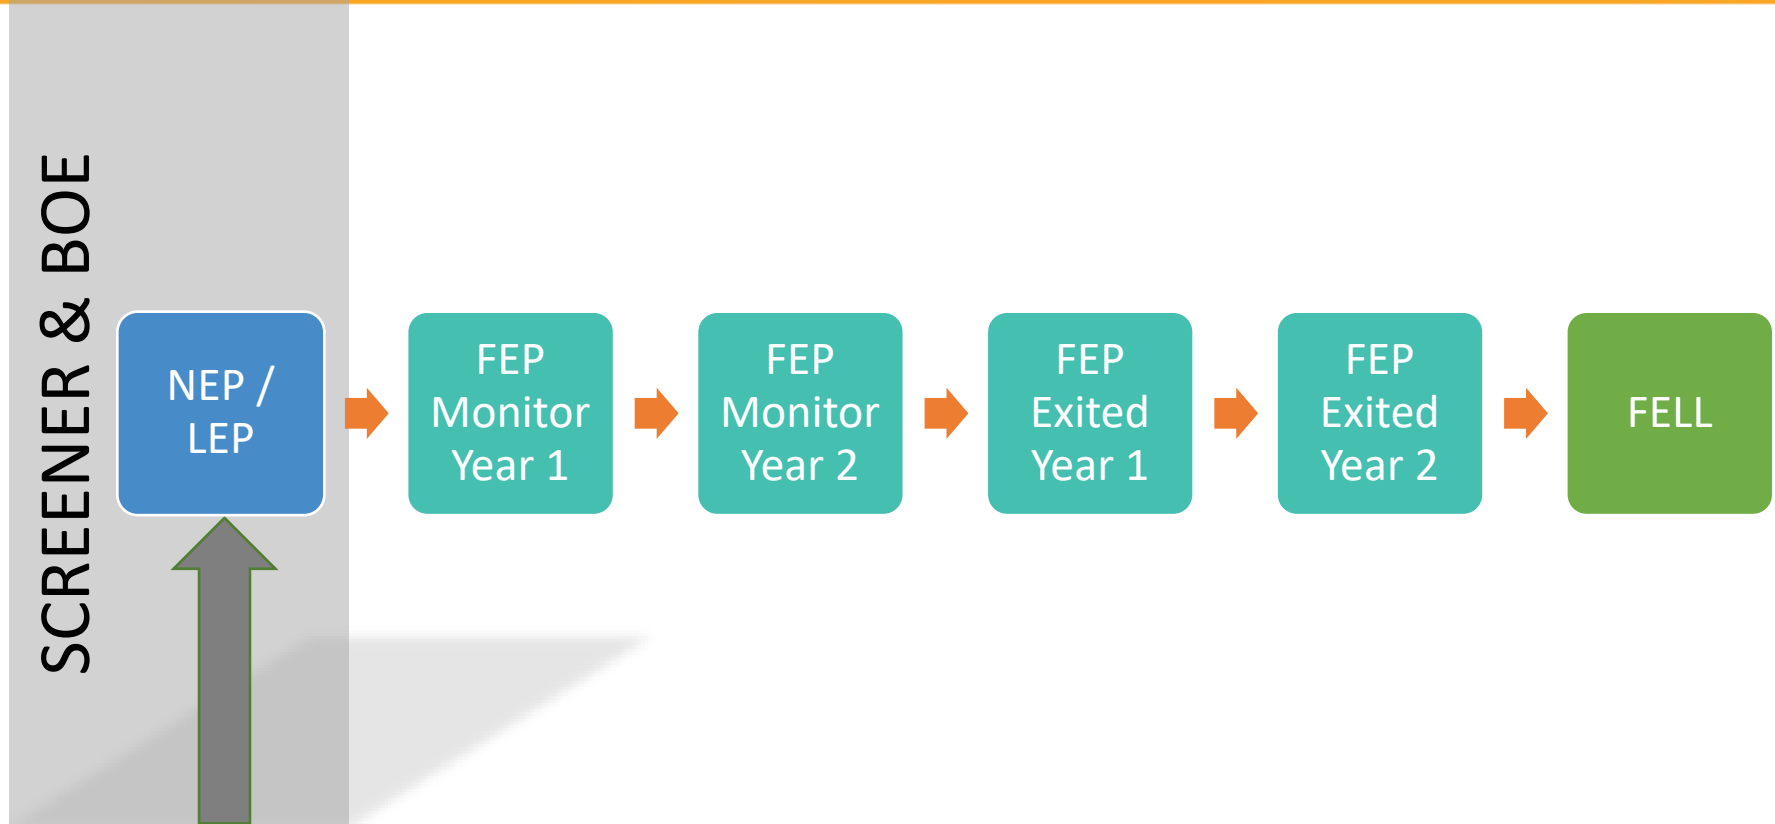 SCREENER & BOE
NEP /
LEP
FEP
Monitor
Year 1
FEP
Monitor
Year 2
FEP
Exited
Year 1
FEP
Exited
Year 2
FELL